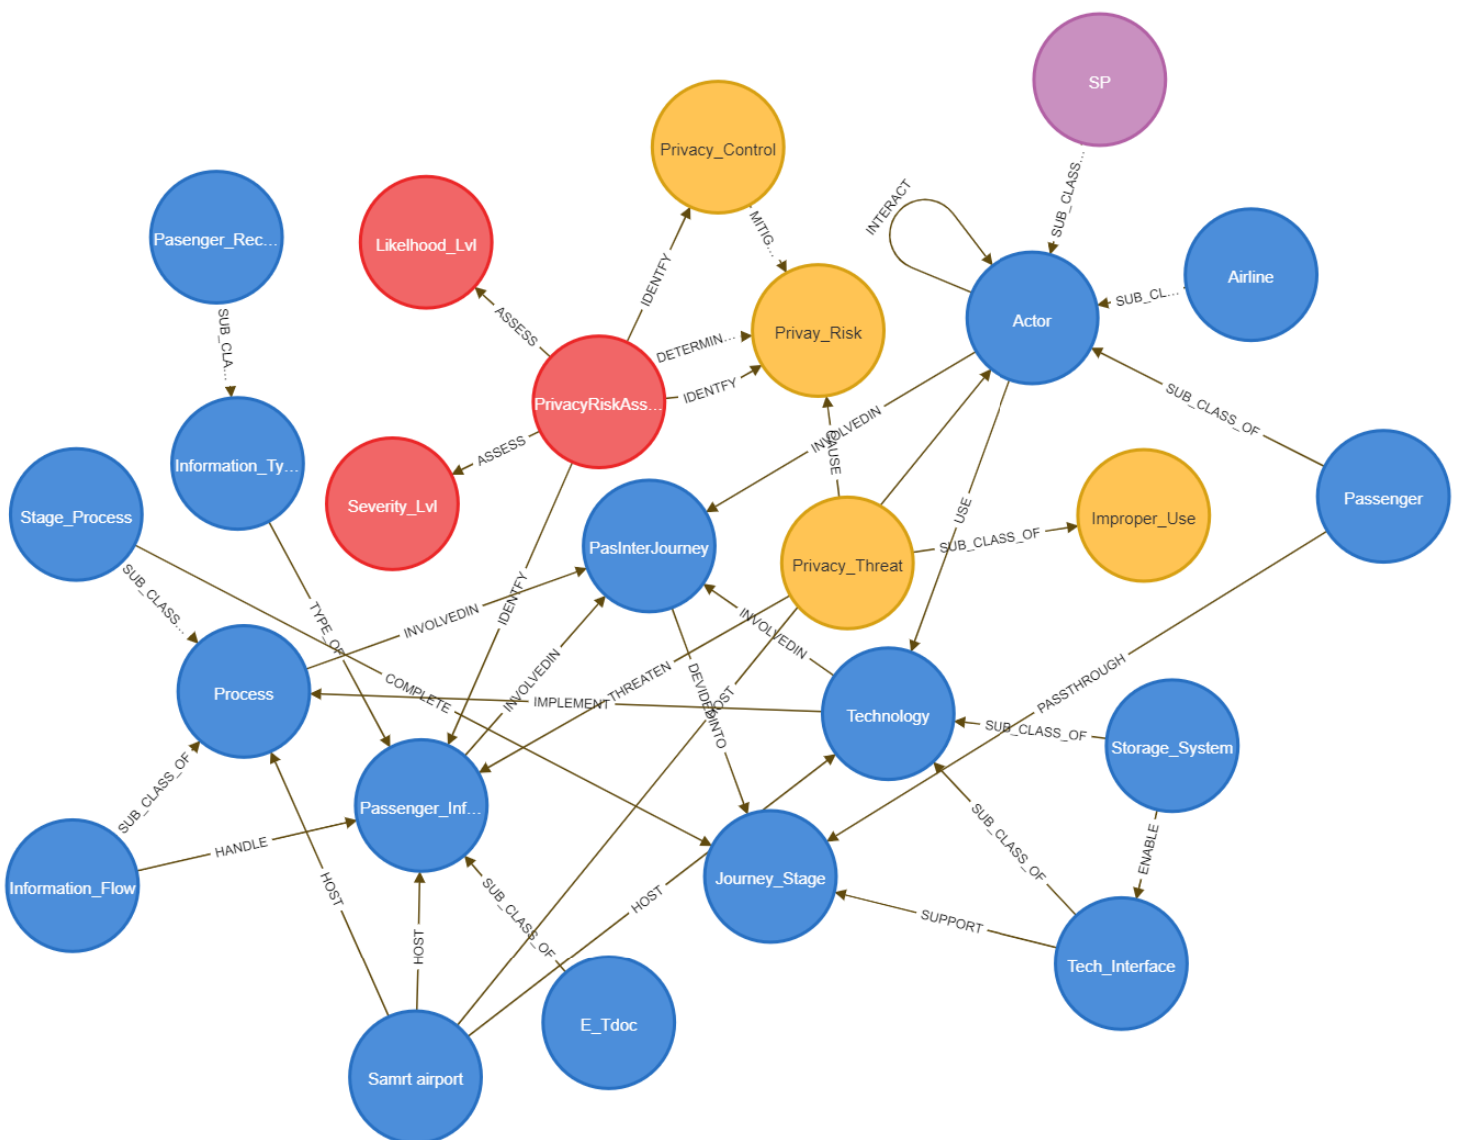 SP
Privacy_Control
INTERACT
SUB_CLASS...
Pasenger_Rec...
Likelhood_Lvl
MITIG...
Airline
IDENTFY
SUB_CL...
ASSESS
Actor
Privay_Risk
SUB_CLA...
DETERMIN...
PrivacyRiskAss...
IDENTFY
SUB_CLASS_OF
INVOLVEDIN
CAUSE
ASSESS
Information_Ty...
Passenger
Severity_Lvl
USE
Stage_Process
Improper_Use
PasInterJourney
SUB_CLASS_OF
Privacy_Threat
SUB_CLASS...
IDENTFY
TYPE_OF
INVOLVEDIN
INVOLVEDIN
INVOLVEDIN
THREATEN
PASSTHROUGH
Process
COMPLETE
IMPLEMENT
HOST
DEVIDEDINTO
Technology
SUB_CLASS_OF
Storage_System
SUB_CLASS_OF
Passenger_Inf...
SUB_CLASS_OF
ENABLE
HANDLE
Information_Flow
HOST
Journey_Stage
HOST
SUPPORT
SUB_CLASS_OF
HOST
Tech_Interface
E_Tdoc
Samrt airport